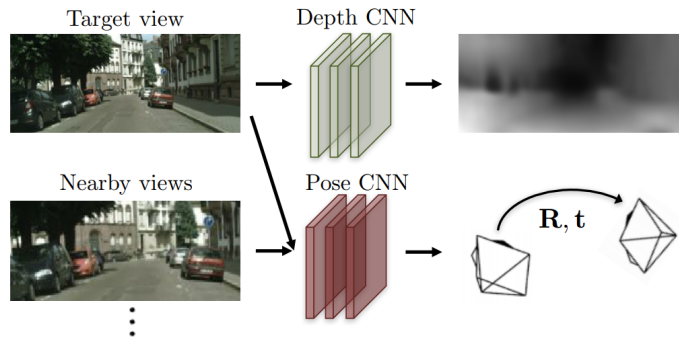 Target view
Depth CNN
Nearby views
Pose CNN
R, t